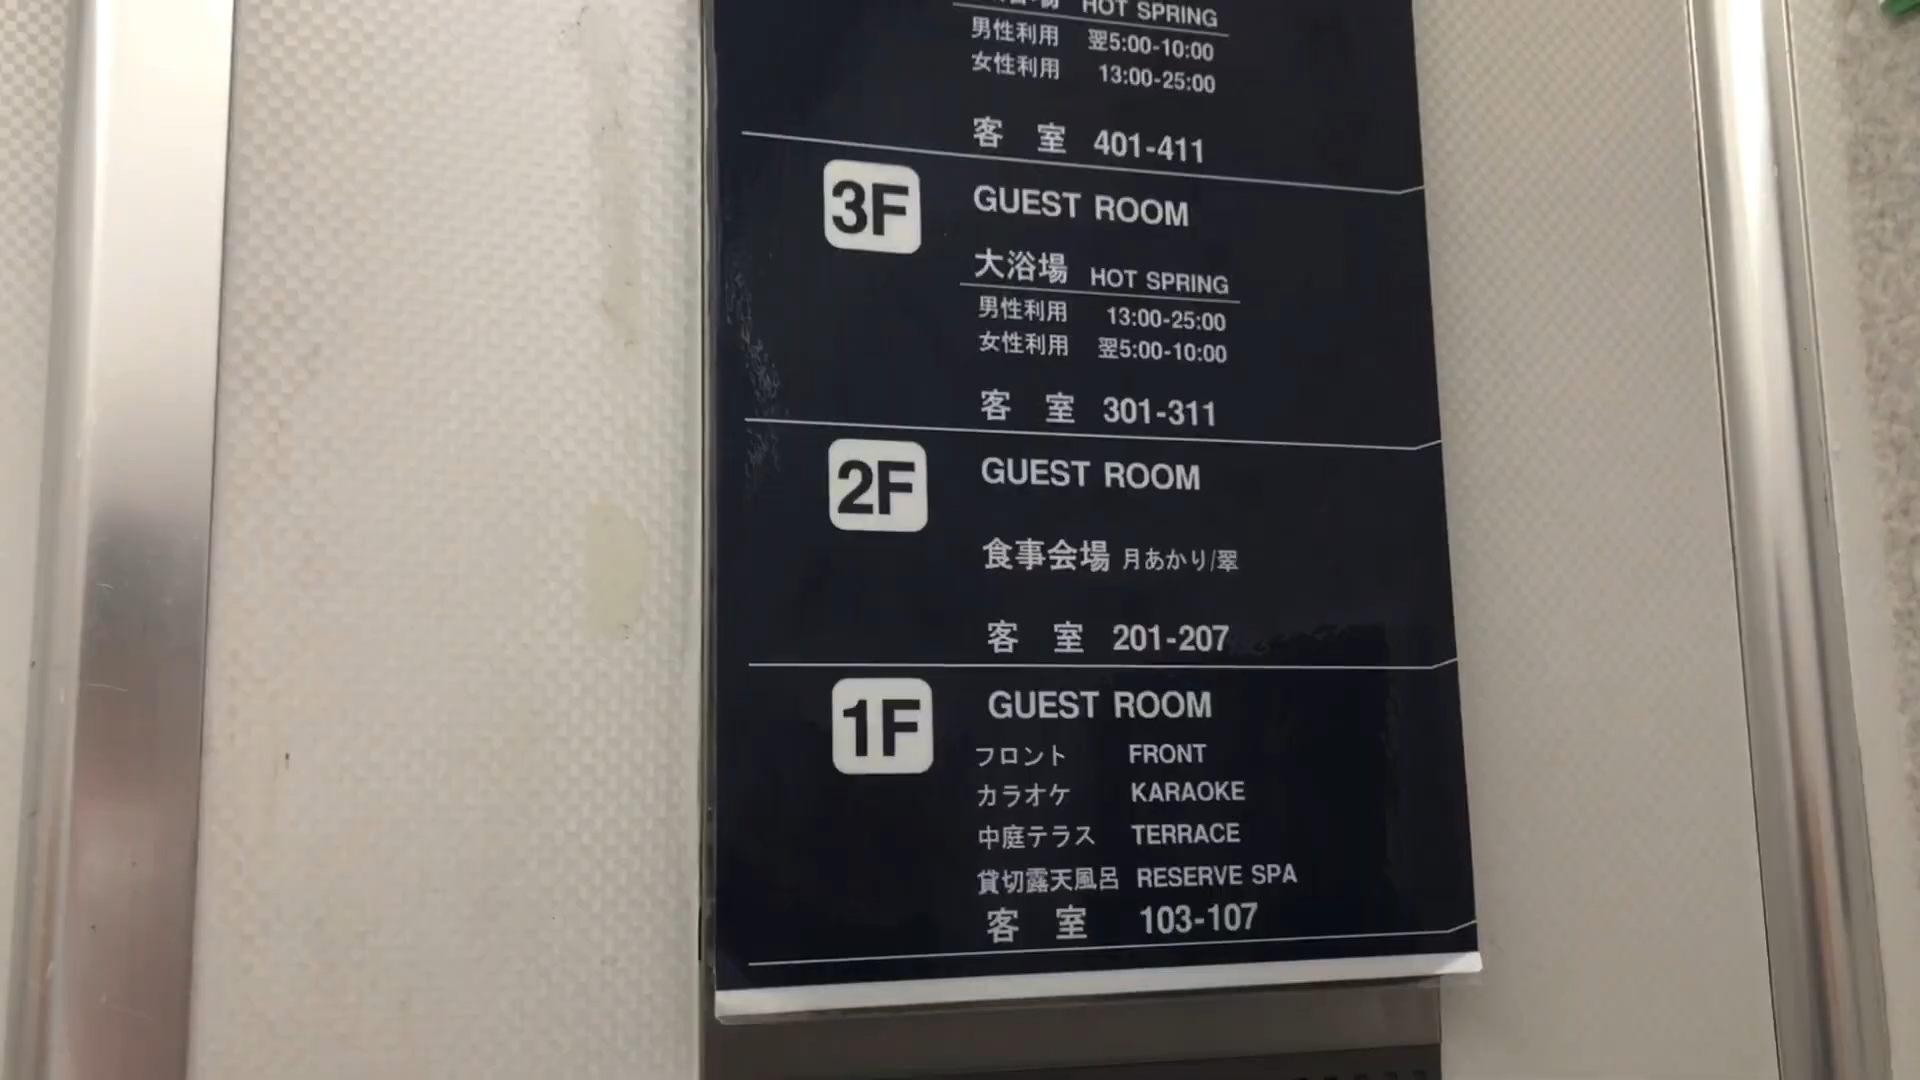 HOT SPRING
男性利用 翌5:00-10:00
女性利用 13:00-25:00
客 室 401-411
3F GUEST ROOM
大浴場 HOT SPRING
男性利用 13:00-25:00
女性利用 翌5:00-10:00
客 室 301-311
2F GUEST ROOM
食事会場 月あかり/翠
客 室 201-207
1F GUEST ROOM
フロント FRONT
カラオケ KARAOKE
中庭テラス TERRACE
貸切露天風呂 RESERVE SPA
客 室 103-107